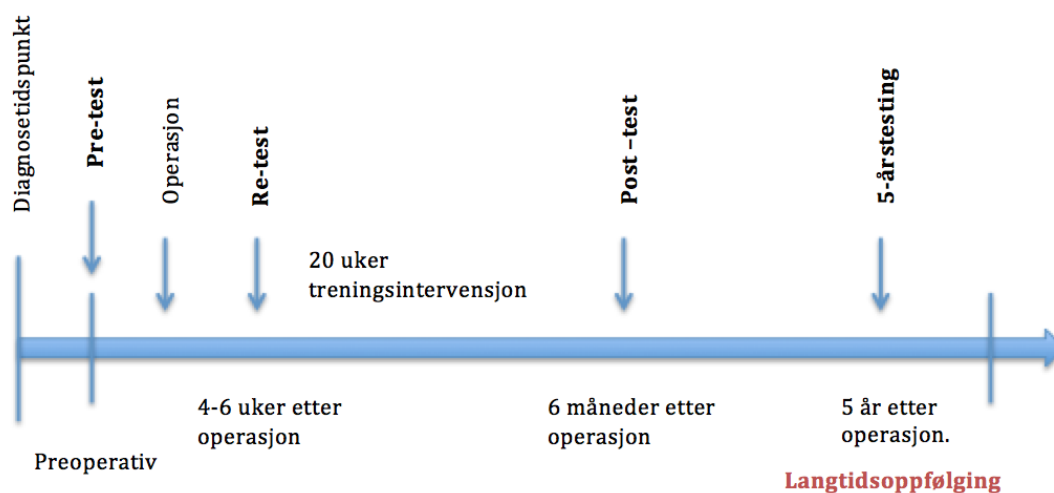 Diagnosetidspunkt
Pre-test
Operasjon
Re-test
Post –test
5-årstesting
20 uker
treningsintervensjon
4-6 uker etter
operasjon
6 måneder etter
operasjon
5 år etter
operasjon.
Preoperativ
Langtidsoppfølging